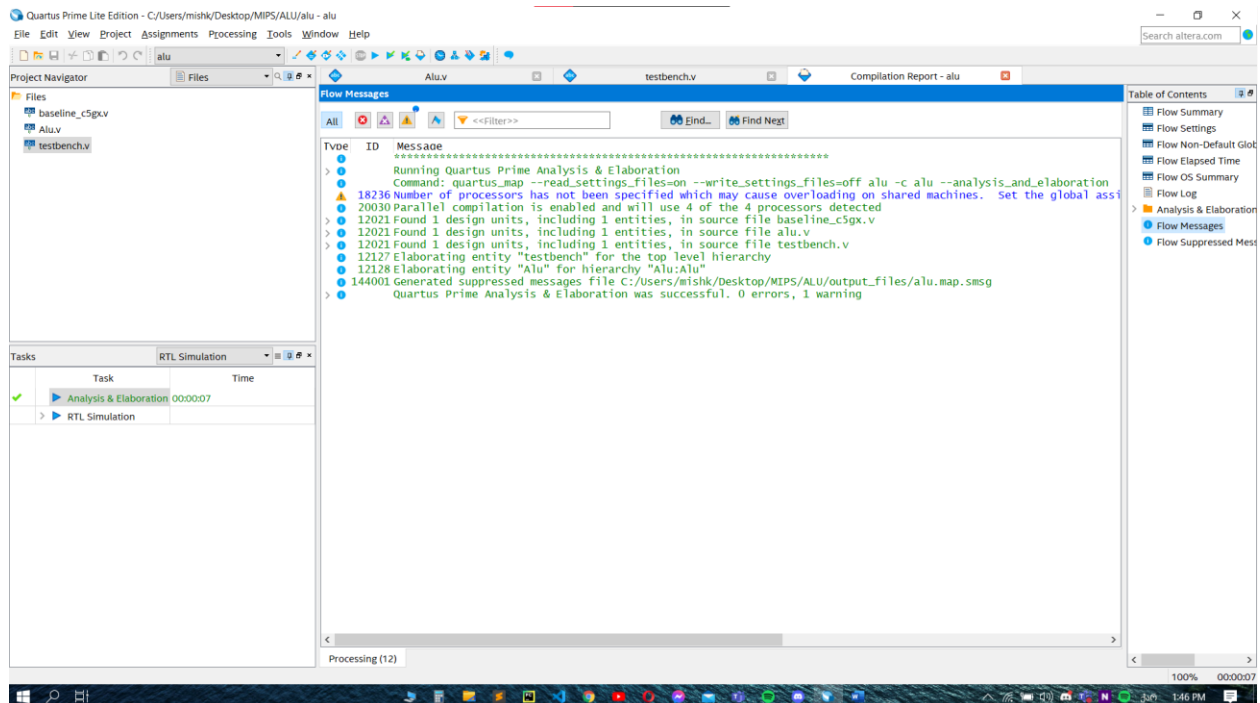 Quartus Prime Lite Edition - C:/Users/mishk/Desktop/MIPS/ALU/alu - alu
File Edit View Project Assignments Processing Tools Window Help
Search altera.com
alu
Project Navigator
Files
Files
baseline_c5gx.v
Alu.v
testbench.v
Tasks
RTL Simulation
Task Time
Analysis & Elaboration 00:00:07
RTL Simulation
Alu.v
testbench.v
Compilation Report - alu
Flow Messages
All
<<Filter>>
Find...
Find Next
Type ID Message
*******************************************************************
Running Quartus Prime Analysis & Elaboration
Command: quartus_map --read_settings_files=on --write_settings_files=off alu -c alu --analysis_and_elaboration
18236 Number of processors has not been specified which may cause overloading on shared machines.  Set the global assi
20030 Parallel compilation is enabled and will use 4 of the 4 processors detected
12021 Found 1 design units, including 1 entities, in source file baseline_c5gx.v
12021 Found 1 design units, including 1 entities, in source file alu.v
12021 Found 1 design units, including 1 entities, in source file testbench.v
12127 Elaborating entity "testbench" for the top level hierarchy
12128 Elaborating entity "Alu" for hierarchy "Alu:Alu"
144001 Generated suppressed messages file C:/Users/mishk/Desktop/MIPS/ALU/output_files/alu.map.smsg
Quartus Prime Analysis & Elaboration was successful. 0 errors, 1 warning
Processing (12)
Table of Contents
Flow Summary
Flow Settings
Flow Non-Default Glob
Flow Elapsed Time
Flow OS Summary
Flow Log
Analysis & Elaboration
Flow Messages
Flow Suppressed Mess
100% 00:00:07
1:46 PM